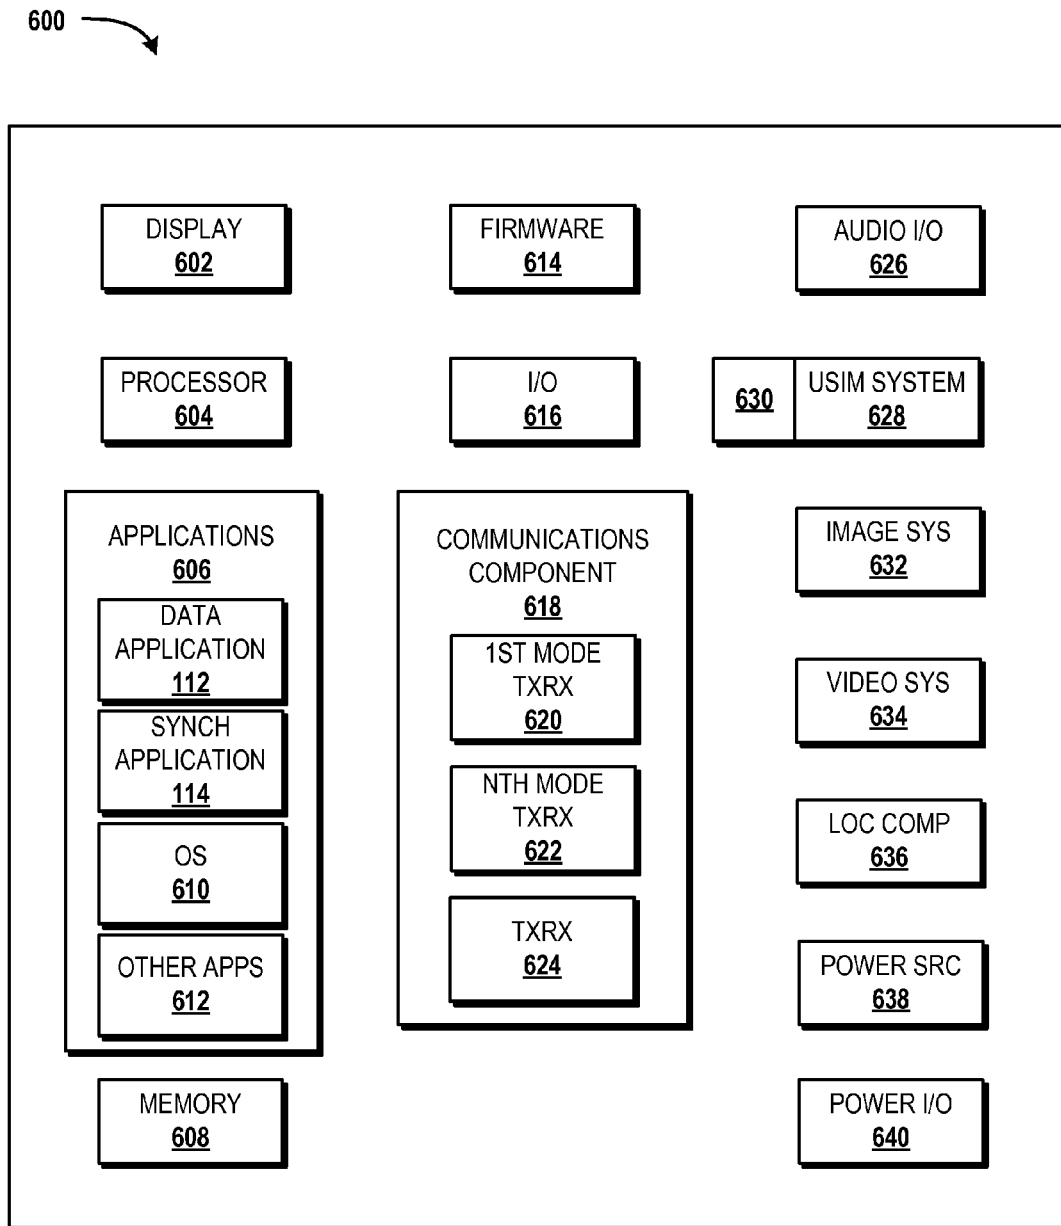 600
DISPLAY
602
FIRMWARE
614
AUDIO I/O
626
PROCESSOR
604
I/O
616
630
USIM SYSTEM
628
APPLICATIONS
606
DATA
APPLICATION
112
SYNCH
APPLICATION
114
OS
610
OTHER APPS
612
COMMUNICATIONS
COMPONENT
618
1ST MODE
TXRX
620
NTH MODE
TXRX
622
TXRX
624
IMAGE SYS
632
VIDEO SYS
634
LOC COMP
636
POWER SRC
638
MEMORY
608
POWER I/O
640